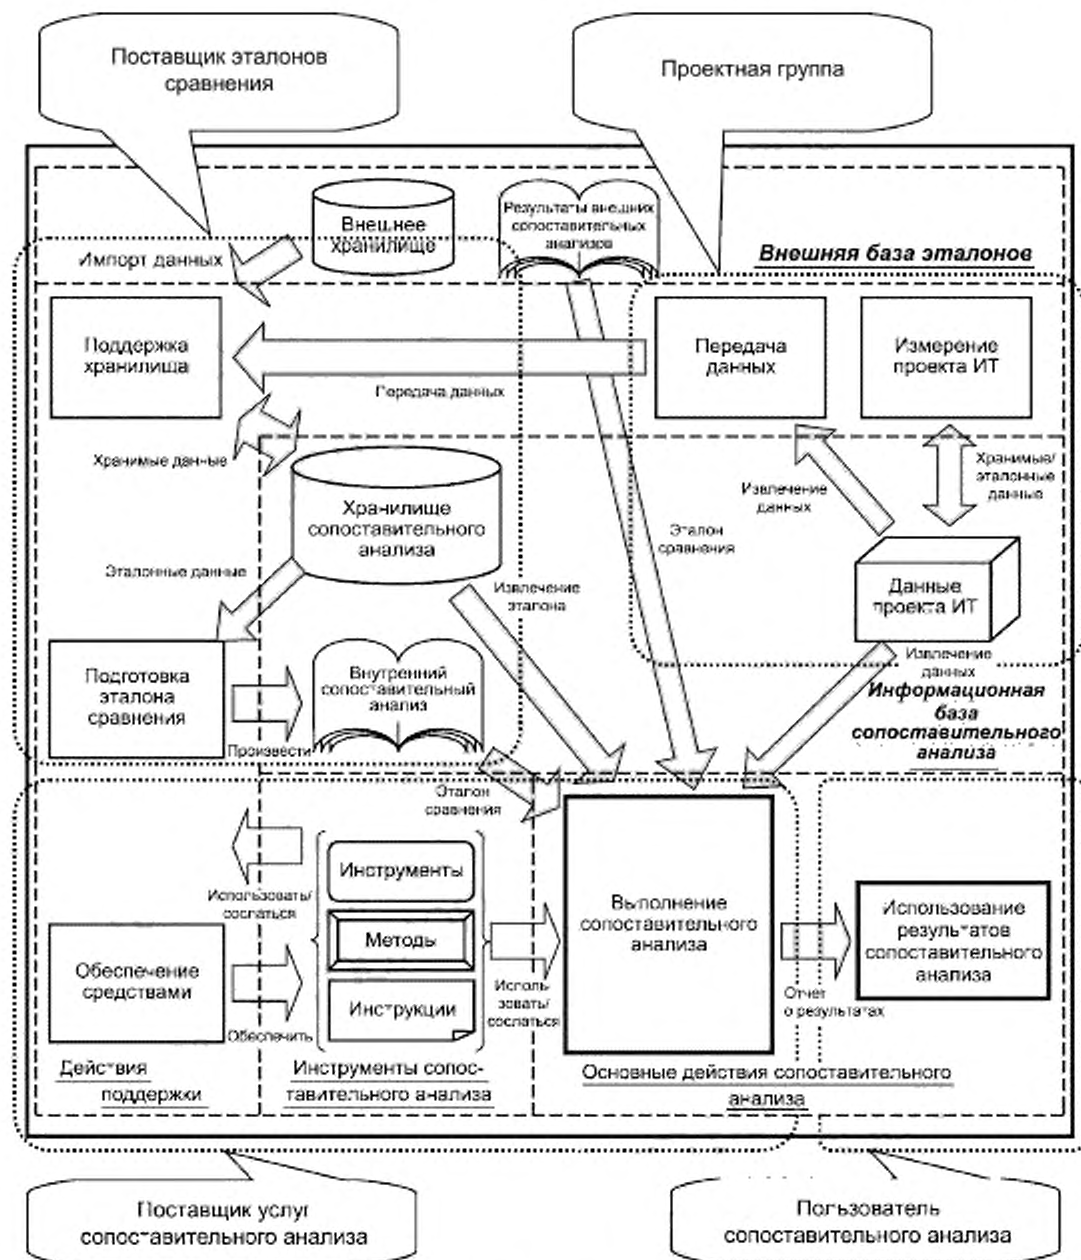 Поставщик эталонов
сравнения
Проектная группа
Внешнее
хранилище
Результаты внешних
сопоставительных
анализов
Внешняя база эталонов
Импорт данных
Поддержка
хранилища
Передача данных
Передача
данных
Измерение
проекта ИТ
Хранимые данные
Хранилище
сопоставительного
анализа
Извлечение
данных
Хранимые/
эталонные
данные
Эталон
сравнения
Эталонные данные
Извлечение
эталона
Данные
проекта ИТ
Подготовка
эталона
сравнения
Произвести
Внутренний
сопоставительный
анализ
Извлечение
данных
Информационная
база
сопоставительного
анализа
Эталон
сравнения
Использовать/
сослаться
Инструменты
Методы
Инструкции
Обеспечение
средствами
Обеспечить
Исполь-
зовать/
сослаться
Выполнение
сопоставительного
анализа
Отчет
о результатах
Использование
результатов
сопоставительного
анализа
Действия
поддержки
Инструменты сопос-
тавительного анализа
Основные действия сопоставительного
анализа
Поставщик услуг
сопоставительного анализа
Пользователь
сопоставительного анализа